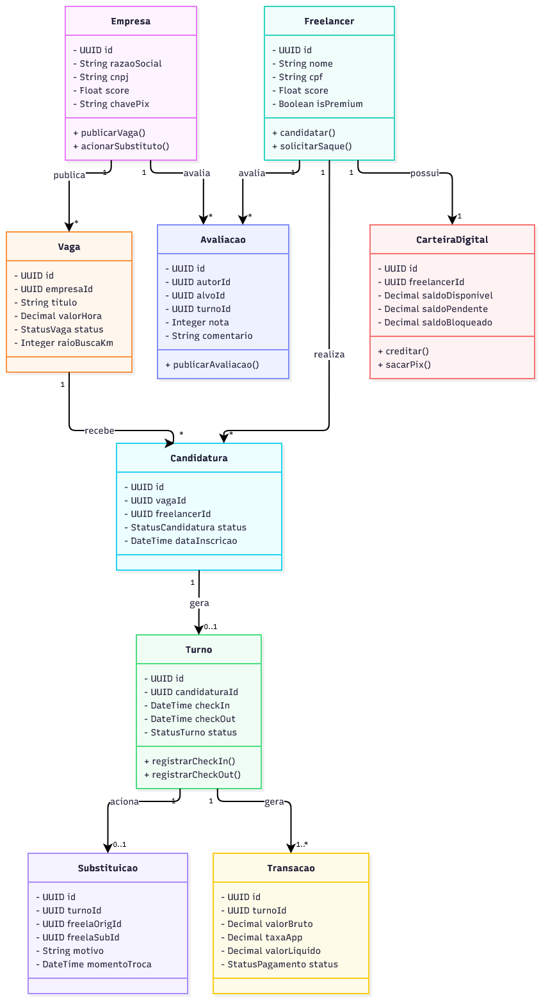 Empresa
- UUID id
- String razaoSocial
- String cnpj
- Float score
- String chavePix
+ publicarVaga()
+ acionarSubstituto()
Freelancer
- UUID id
- String nome
- String cpf
- Float score
- Boolean isPremium
+ candidatar()
+ solicitarSaque()
1
publica
*
1
avalia
*
1
avalia
*
1
realiza
*
1
possui
1
Vaga
- UUID id
- UUID empresaId
- String titulo
- Decimal valorHora
- StatusVaga status
- Integer raioBuscaKm
Avaliacao
- UUID id
- UUID autorId
- UUID alvoId
- UUID turnoId
- Integer nota
- String comentario
+ publicarAvaliacao()
CarteiraDigital
- UUID id
- UUID freelancerId
- Decimal saldoDisponivel
- Decimal saldoPendente
- Decimal saldoBloqueado
+ creditar()
+ sacarPix()
1
recebe
*
Candidatura
- UUID id
- UUID vagaId
- UUID freelancerId
- StatusCandidatura status
- DateTime dataInscricao
1
gera
0..1
Turno
- UUID id
- UUID candidaturaId
- DateTime checkIn
- DateTime checkOut
- StatusTurno status
+ registrarCheckIn()
+ registrarCheckOut()
1
aciona
0..1
1
gera
1..*
Substituicao
- UUID id
- UUID turnoId
- UUID freelaOrigId
- UUID freelaSubId
- String motivo
- DateTime momentoTroca
Transacao
- UUID id
- UUID turnoId
- Decimal valorBruto
- Decimal taxaApp
- Decimal valorLiquido
- StatusPagamento status